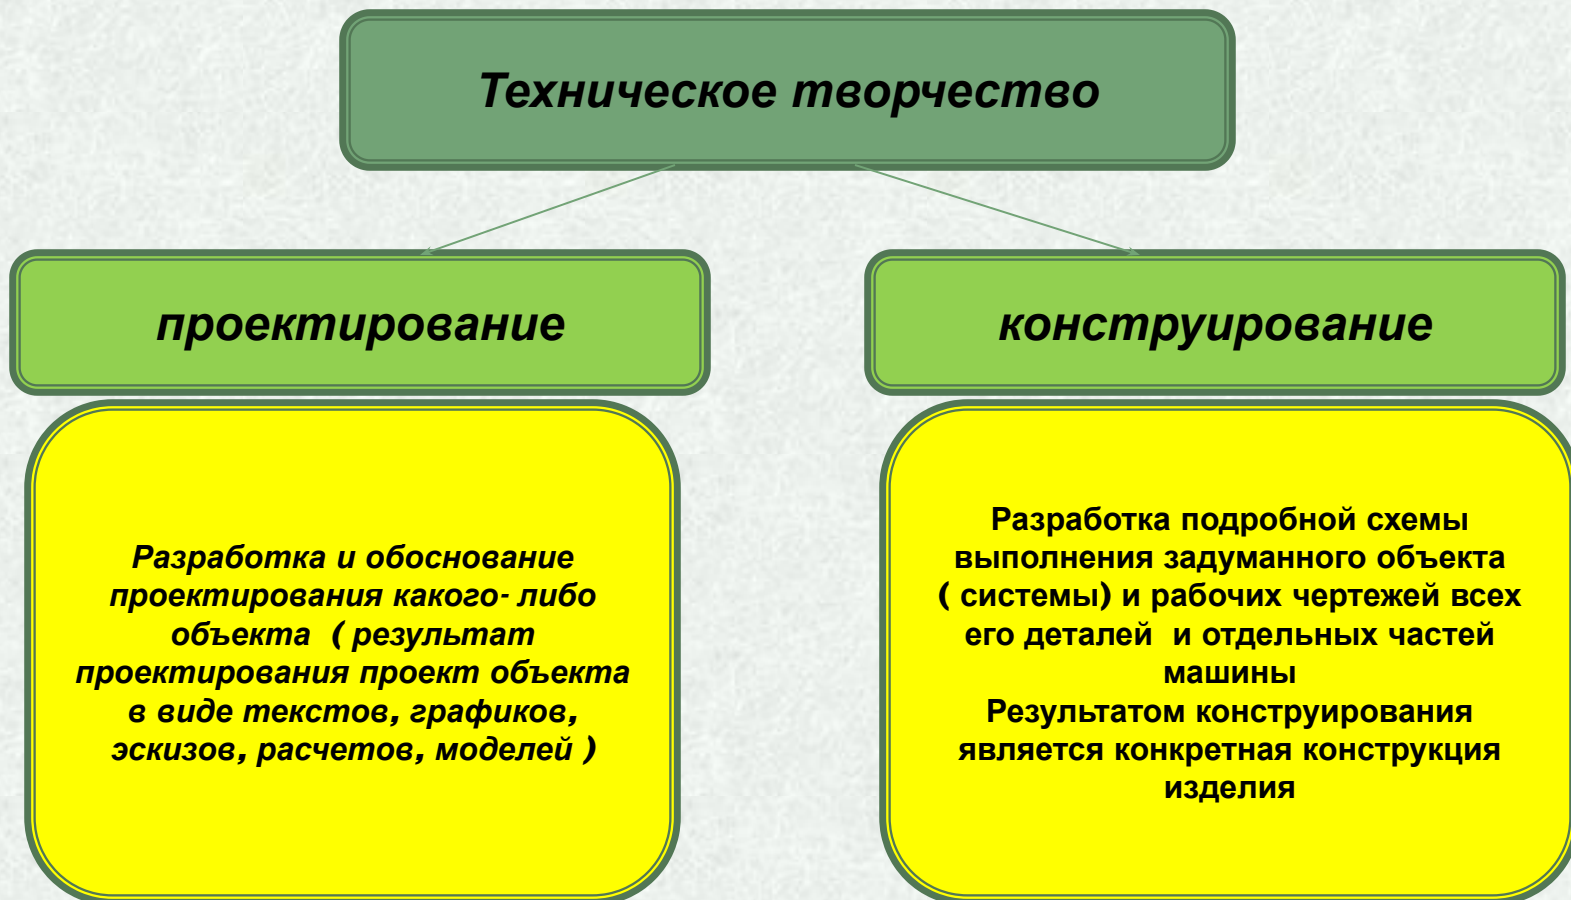 Техническое творчество
проектирование
конструирование
Разработка и обоснование
проектирования какого- либо
объекта ( результат
проектирования проект объекта
в виде текстов, графиков,
эскизов, расчетов, моделей )
Разработка подробной схемы
выполнения задуманного объекта
( системы) и рабочих чертежей всех
его деталей и отдельных частей
машины
Результатом конструирования
является конкретная конструкция
изделия